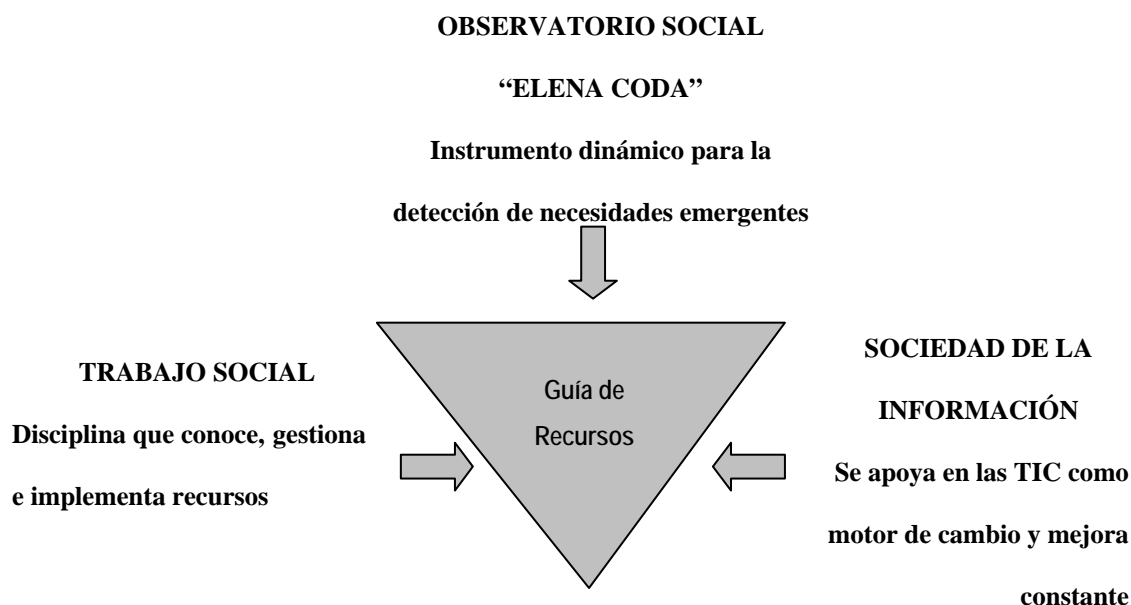 OBSERVATORIO SOCIAL
“ELENA CODA”
Instrumento dinámico para la
detección de necesidades emergentes
TRABAJO SOCIAL
Disciplina que conoce, gestiona
e implementa recursos
Guía de
Recursos
SOCIEDAD DE LA
INFORMACIÓN
Se apoya en las TIC como
motor de cambio y mejora
constante